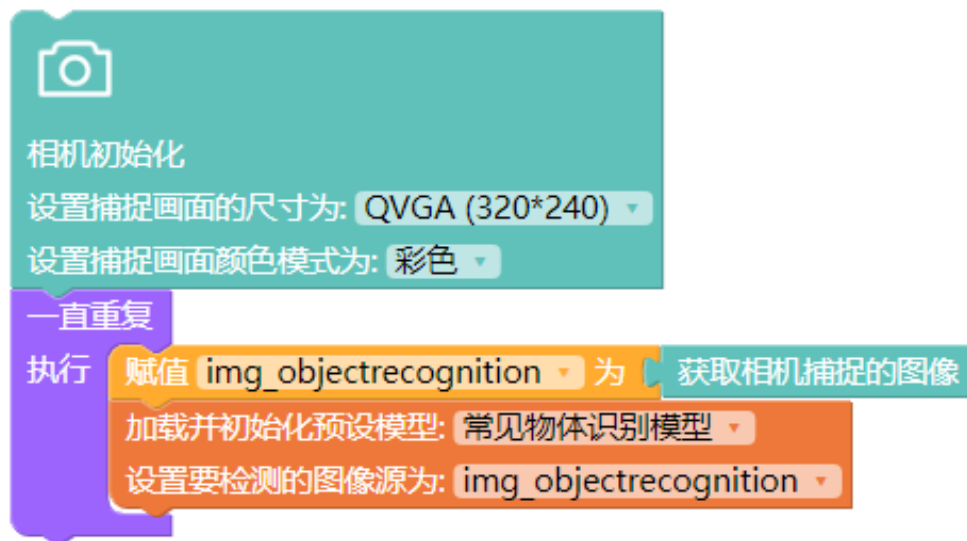 相机初始化
设置捕捉画面的尺寸为: QVGA (320*240)
设置捕捉画面颜色模式为: 彩色
一直重复
执行 赋值 img_objectrecognition 为 获取相机捕捉的图像
加载并初始化预设模型: 常见物体识别模型
设置要检测的图像源为: img_objectrecognition